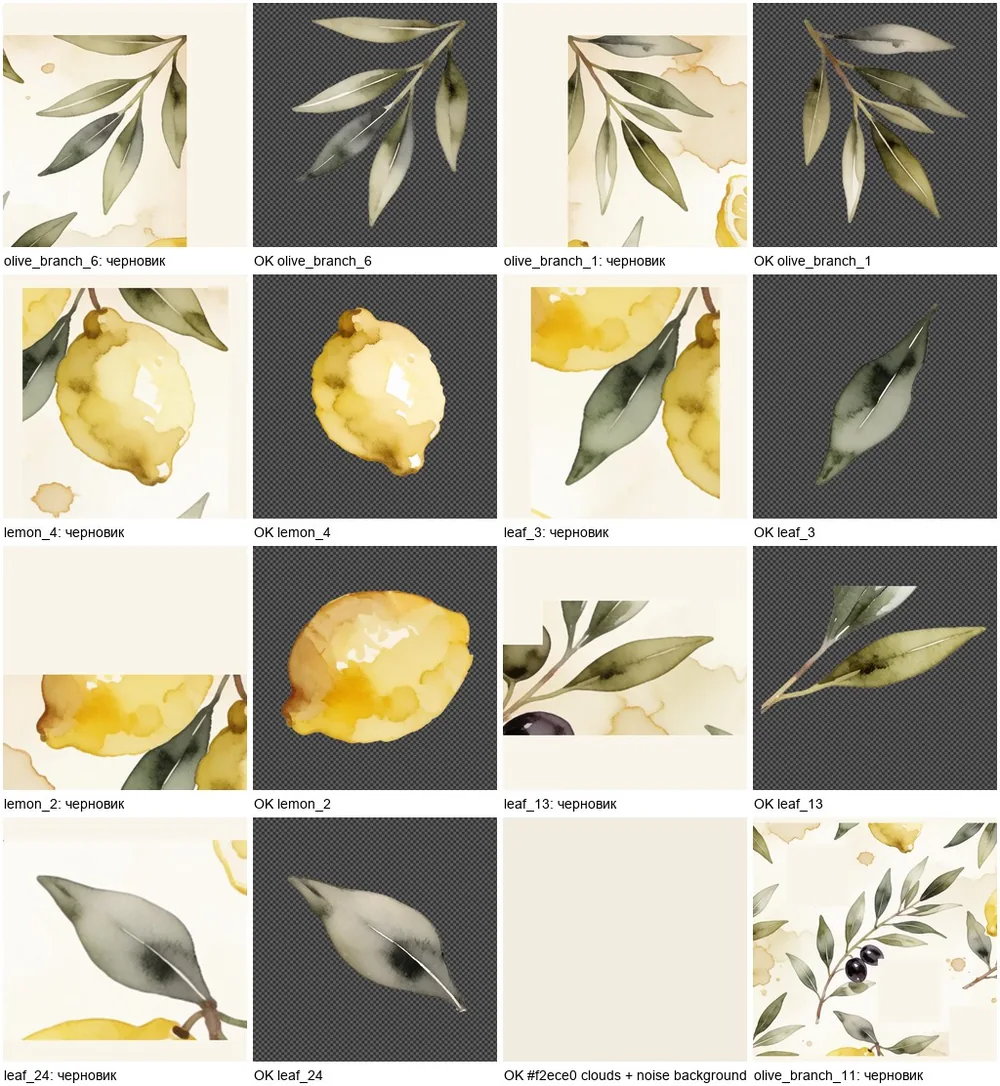 olive_branch_6: черновик
OK olive_branch_6
olive_branch_1: черновик
OK olive_branch_1
lemon_4: черновик
OK lemon_4
leaf_3: черновик
OK leaf_3
lemon_2: черновик
OK lemon_2
leaf_13: черновик
OK leaf_13
leaf_24: черновик
OK leaf_24
OK #f2ece0 clouds + noise background
olive_branch_11: черновик